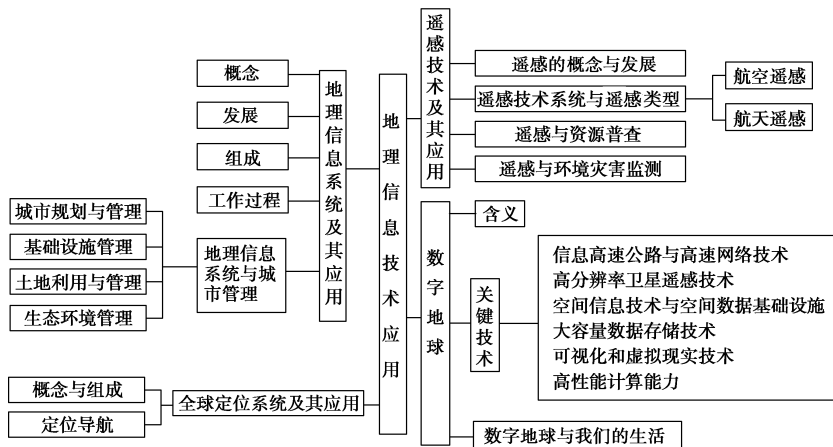 地理信息技术应用
遥感技术及其应用
遥感的概念与发展
遥感技术系统与遥感类型
航空遥感
航天遥感
遥感与资源普查
遥感与环境灾害监测
地理信息系统及其应用
概念
发展
组成
工作过程
地理信息
系统与城
市管理
城市规划与管理
基础设施管理
土地利用与管理
生态环境管理
全球定位系统及其应用
概念与组成
定位导航
数字地球
含义
关键技术
信息高速公路与高速网络技术
高分辨率卫星遥感技术
空间信息技术与空间数据基础设施
大容量数据存储技术
可视化和虚拟现实技术
高性能计算能力
数字地球与我们的生活